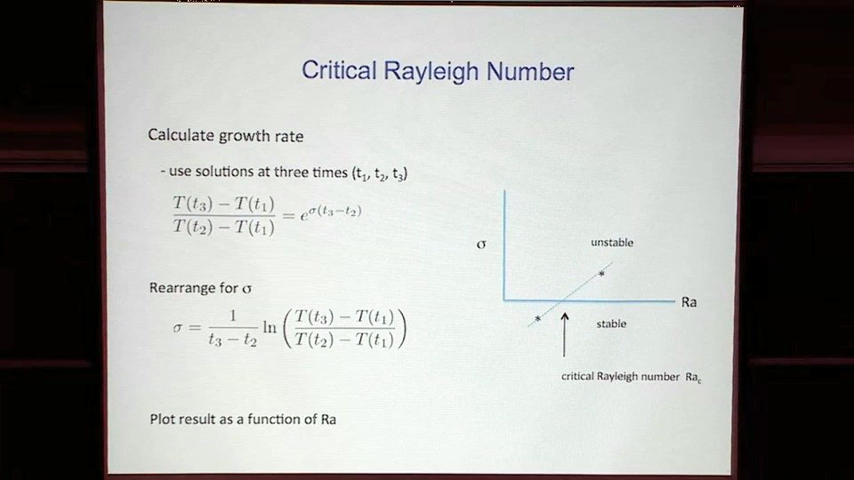 Critical Rayleigh Number
Calculate growth rate
- use solutions at three times (t₁, t₂, t₃)
T(t₃) − T(t₁)
T(t₂) − T(t₁)
= e^σ(t₃−t₂)
Rearrange for σ
σ = 1/(t₃ − t₂) ln ( (T(t₃) − T(t₁)) / (T(t₂) − T(t₁)) )
Plot result as a function of Ra
σ
unstable
*
Ra
*
stable
critical Rayleigh number Ra꜀